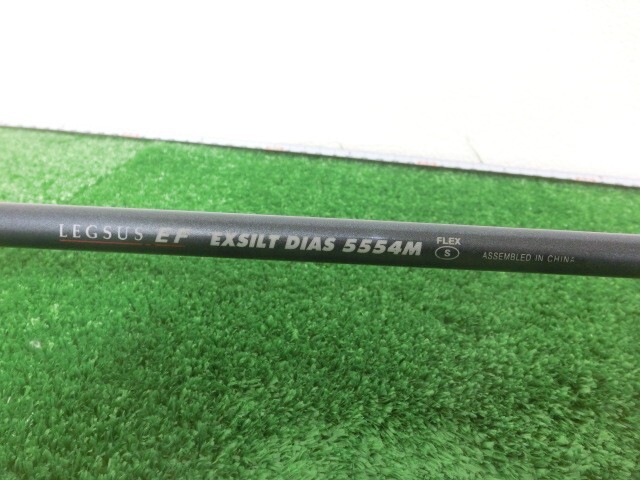 LEGSUS EF EXSILT DIAS 5554M FLEX S ASSEMBLED IN CHINA